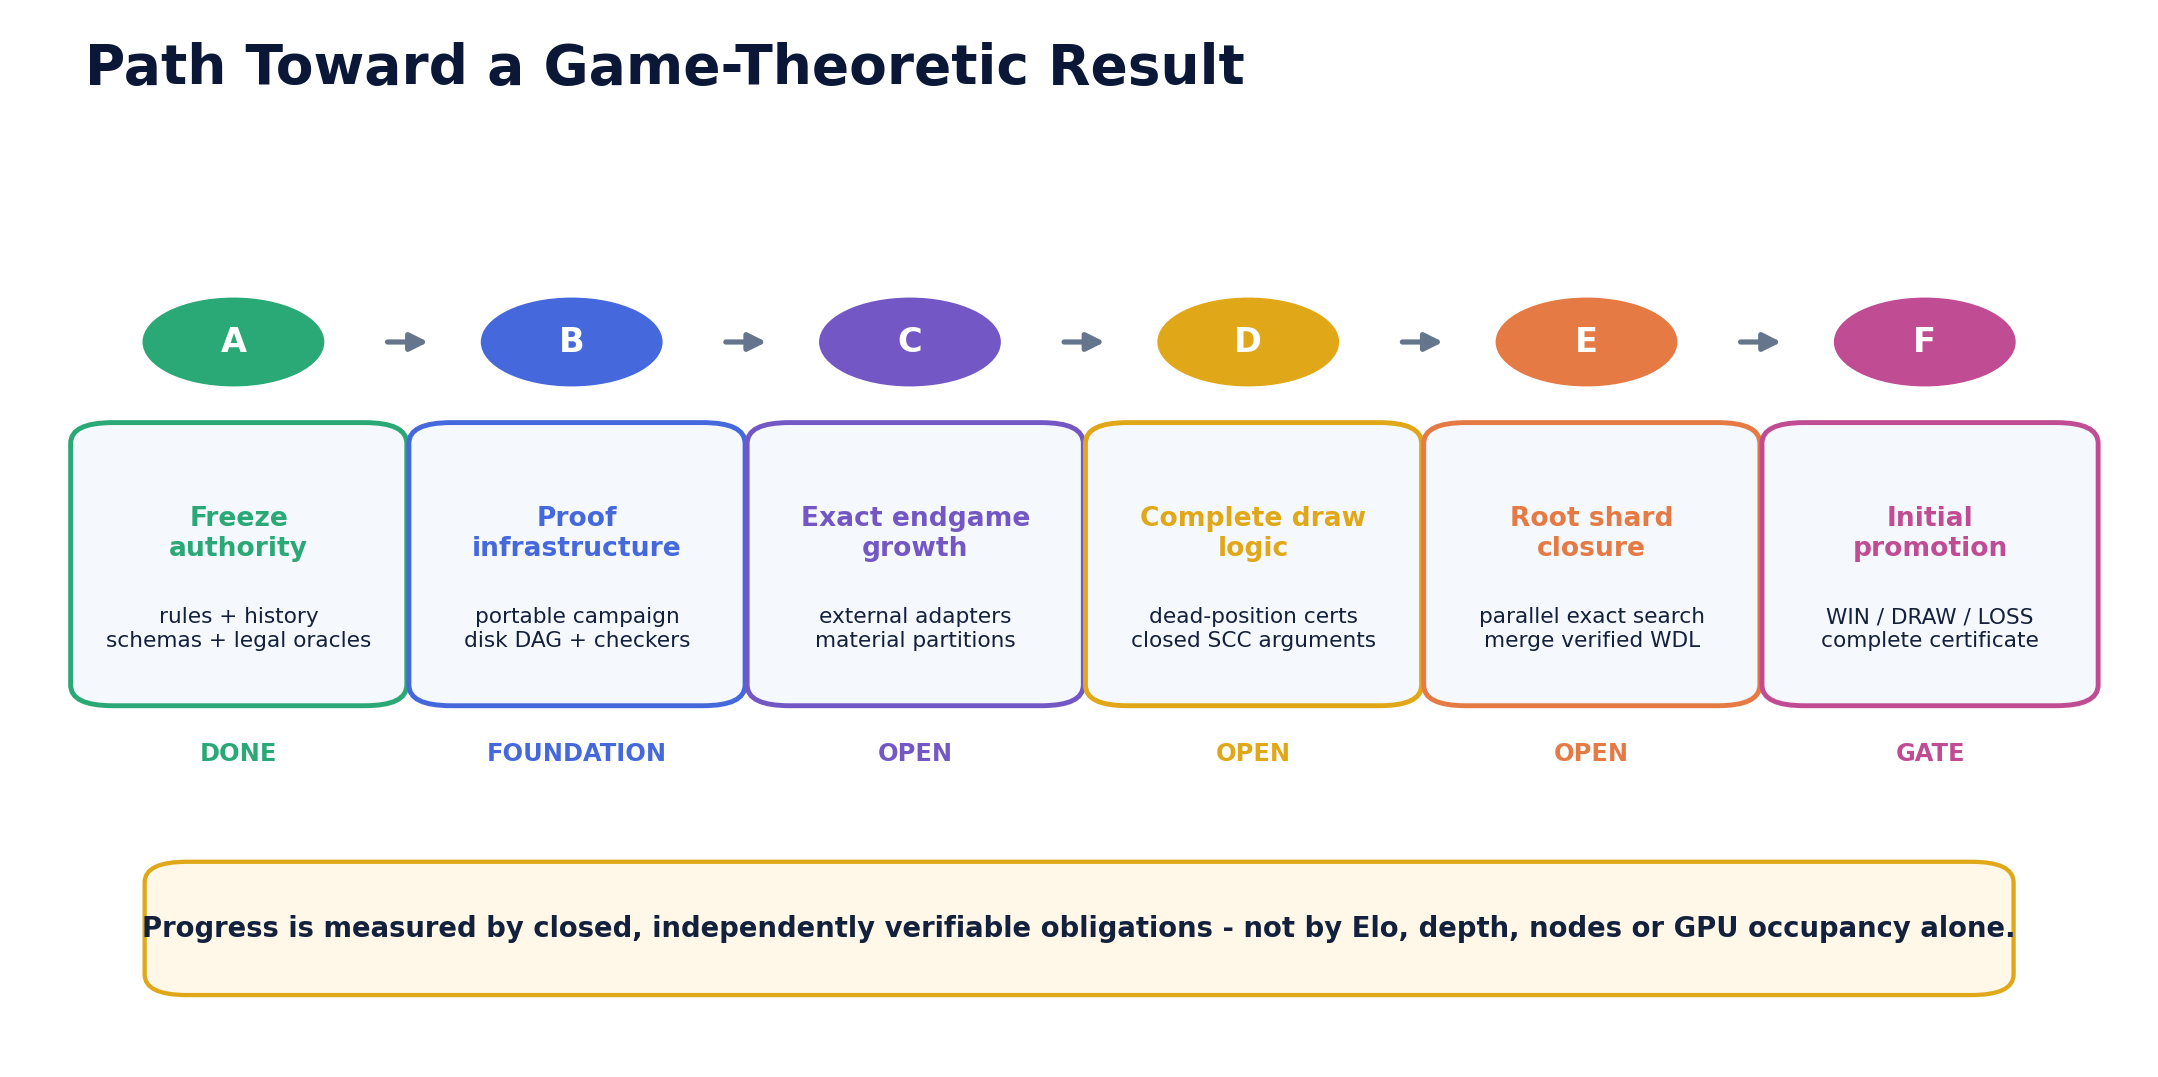 Path Toward a Game-Theoretic Result
A
B
C
D
E
F
Freeze
authority
rules + history
schemas + legal oracles
DONE
Proof
infrastructure
portable campaign
disk DAG + checkers
FOUNDATION
Exact endgame
growth
external adapters
material partitions
OPEN
Complete draw
logic
dead-position certs
closed SCC arguments
OPEN
Root shard
closure
parallel exact search
merge verified WDL
OPEN
Initial
promotion
WIN / DRAW / LOSS
complete certificate
GATE
Progress is measured by closed, independently verifiable obligations - not by Elo, depth, nodes or GPU occupancy alone.